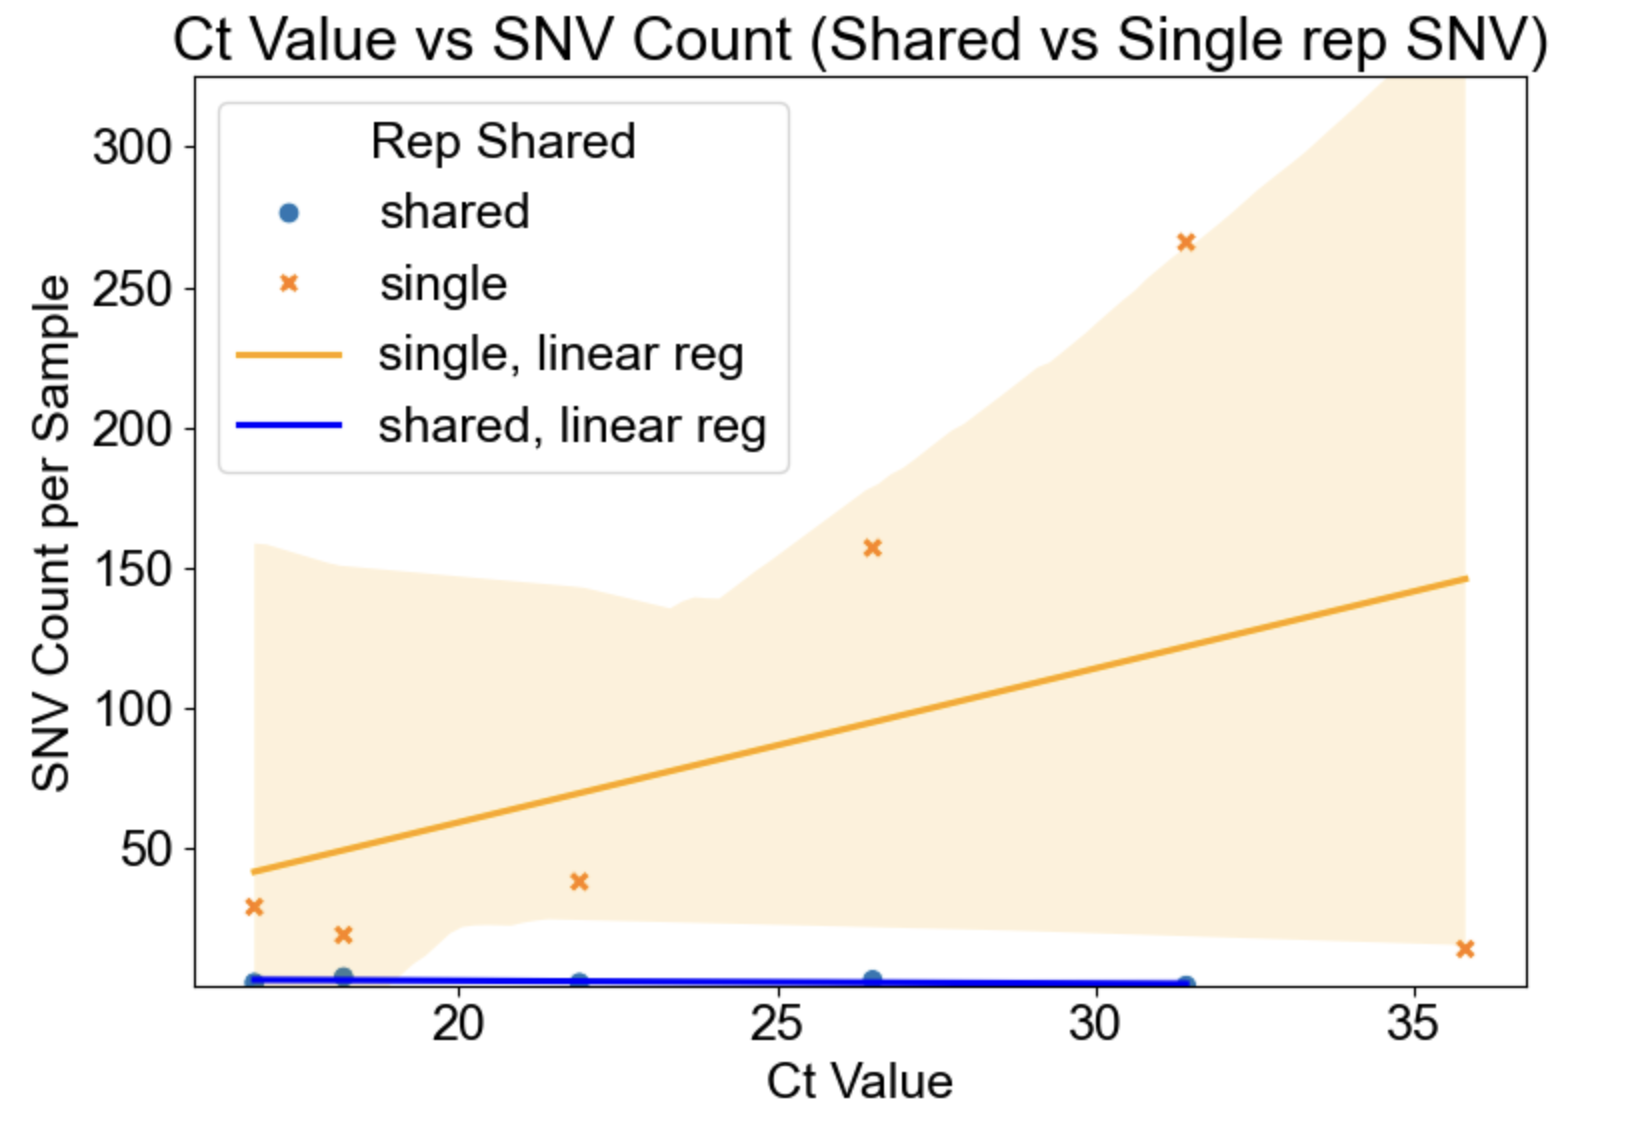 Ct Value vs SNV Count (Shared vs Single rep SNV)
Rep Shared
shared
single
single, linear reg
shared, linear reg
SNV Count per Sample
300
250
200
150
100
50
20
25
30
35
Ct Value